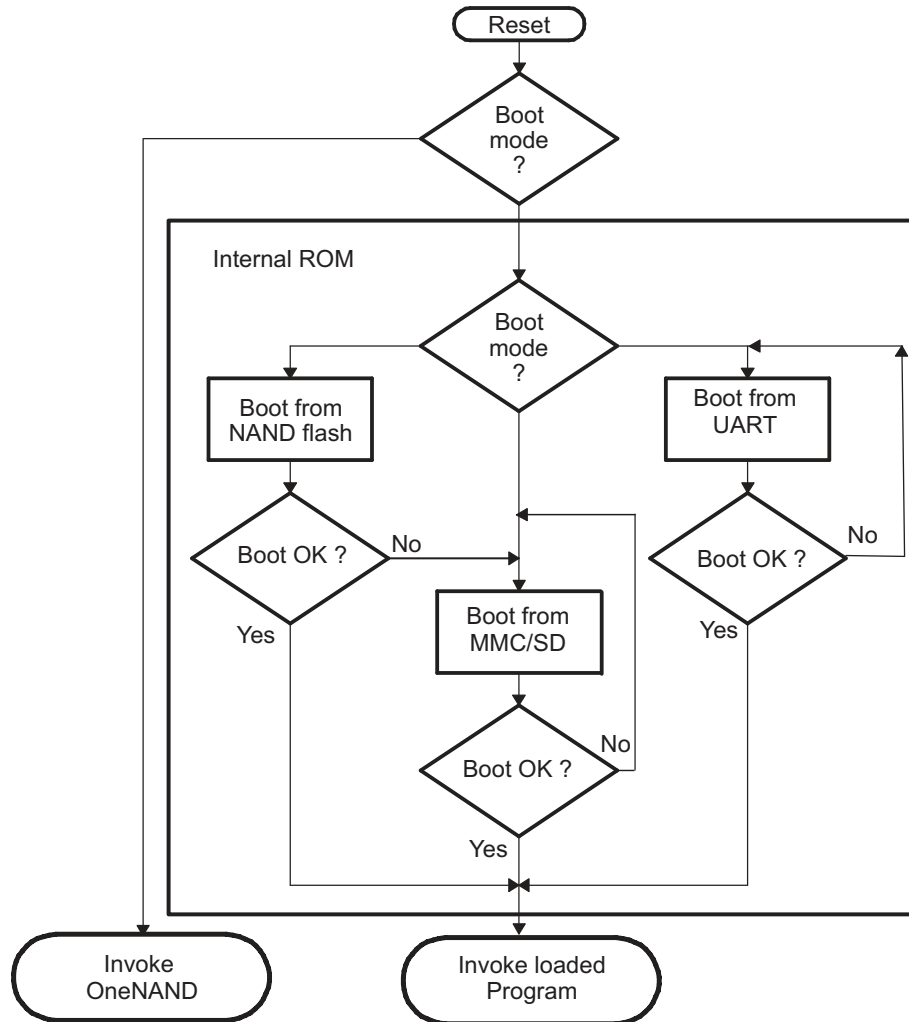 Reset
Boot
mode
?
Internal ROM
Boot
mode
?
Boot from
NAND flash
Boot from
UART
Boot OK ?
No
Boot OK ?
No
Yes
Boot from
MMC/SD
Yes
Boot OK ?
No
Yes
Invoke
OneNAND
Invoke loaded
Program